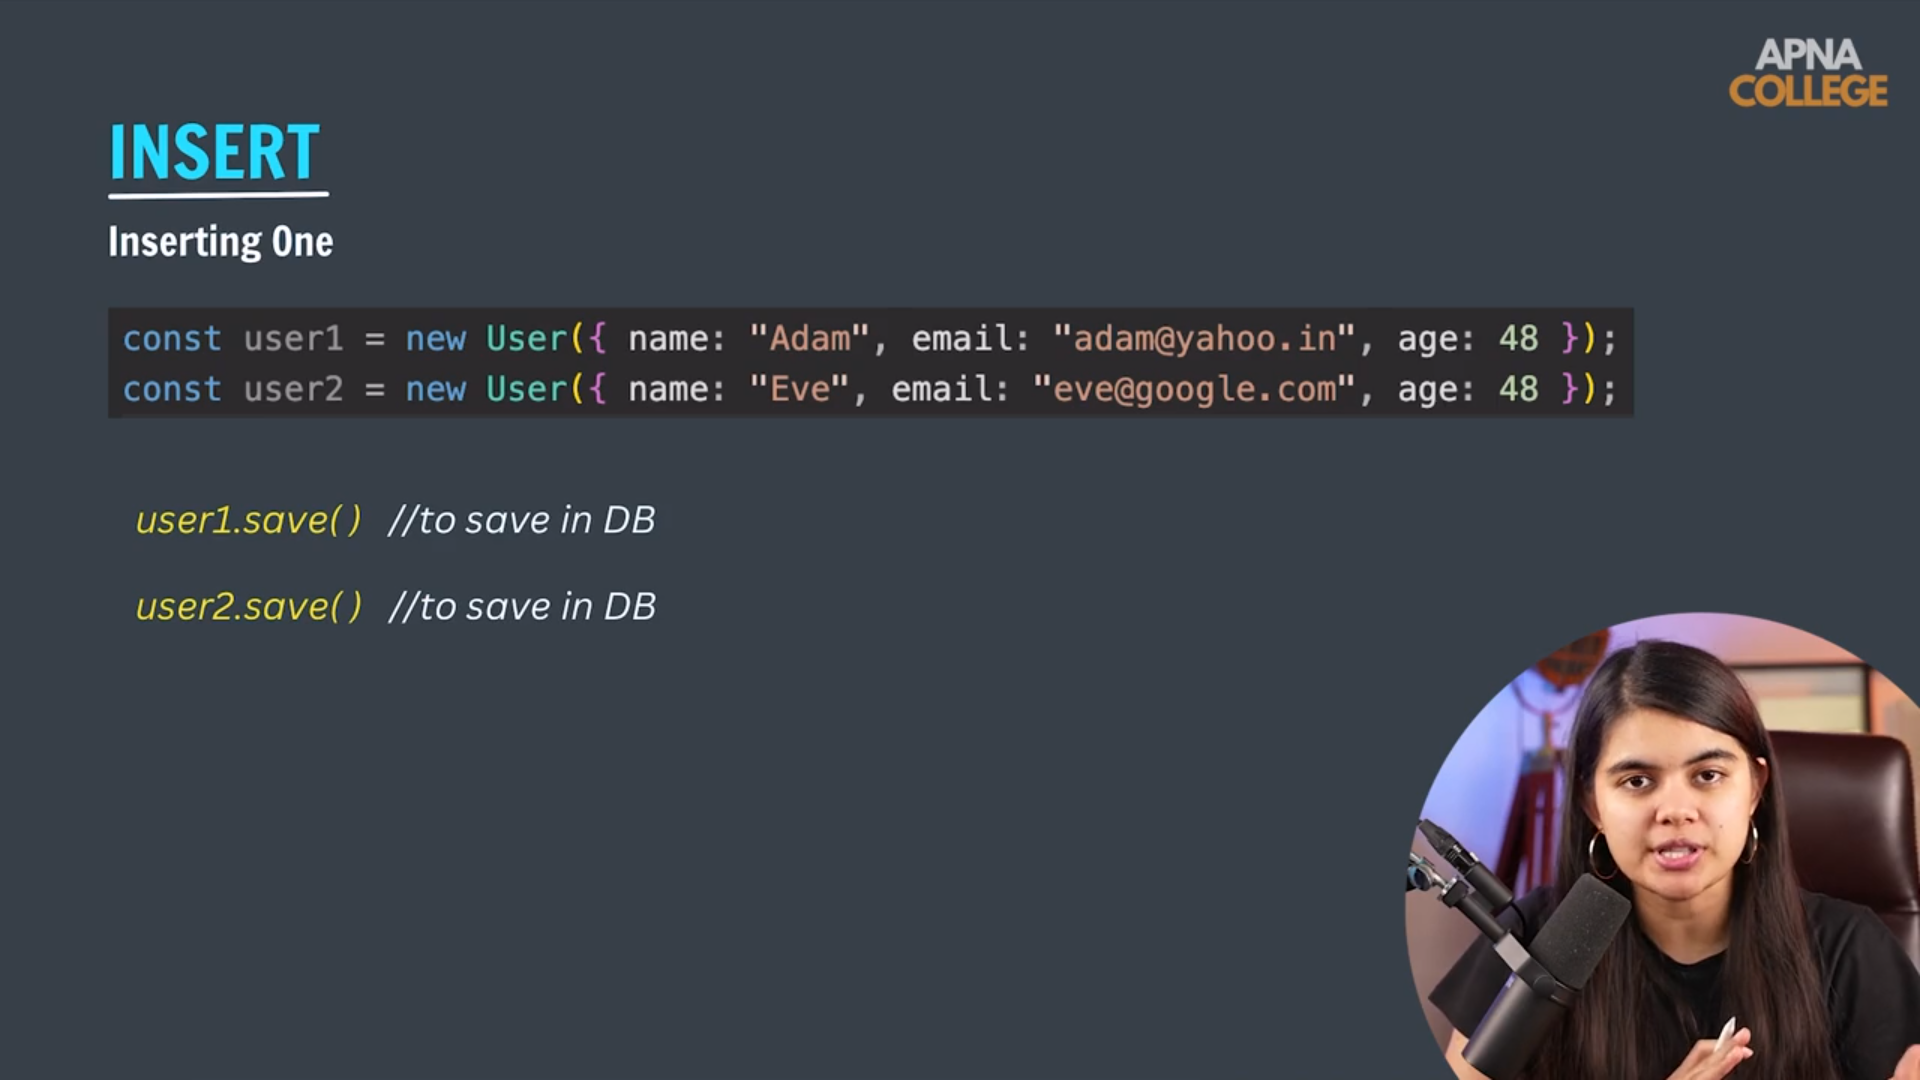 APNA
COLLEGE
INSERT
Inserting One
const user1 = new User({ name: "Adam", email: "adam@yahoo.in", age: 48 });
const user2 = new User({ name: "Eve", email: "eve@google.com", age: 48 });
user1.save( ) //to save in DB
user2.save( ) //to save in DB